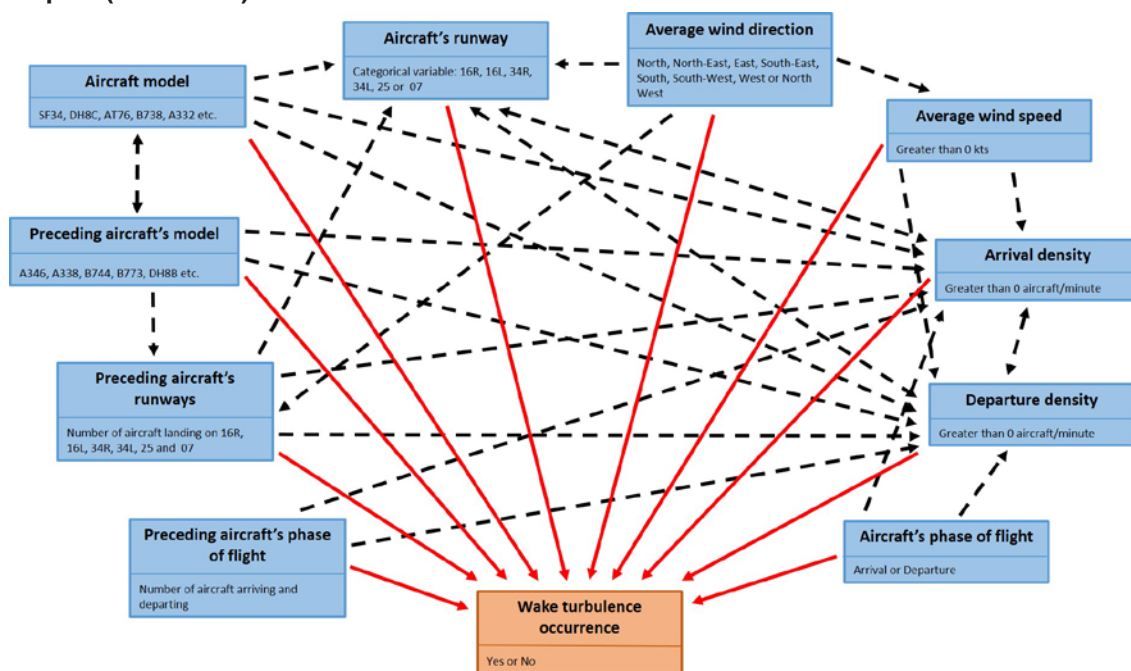 Aircraft's runway
Categorical variable: 16R, 16L, 34R,
34L, 25 or 07
Average wind direction
North, North-East, East, South-East,
South, South-West, West or North
West
Aircraft model
SF34, DH8C, AT76, B738, A332 etc.
Average wind speed
Greater than 0 kts
Preceding aircraft's model
A346, A338, B744, B773, DH8B etc.
Arrival density
Greater than 0 aircraft/minute
Preceding aircraft's
runways
Number of aircraft landing on 16R,
16L, 34R, 34L, 25 and 07
Departure density
Greater than 0 aircraft/minute
Preceding aircraft's phase
of flight
Number of aircraft arriving and
departing
Aircraft's phase of flight
Arrival or Departure
Wake turbulence
occurrence
Yes or No